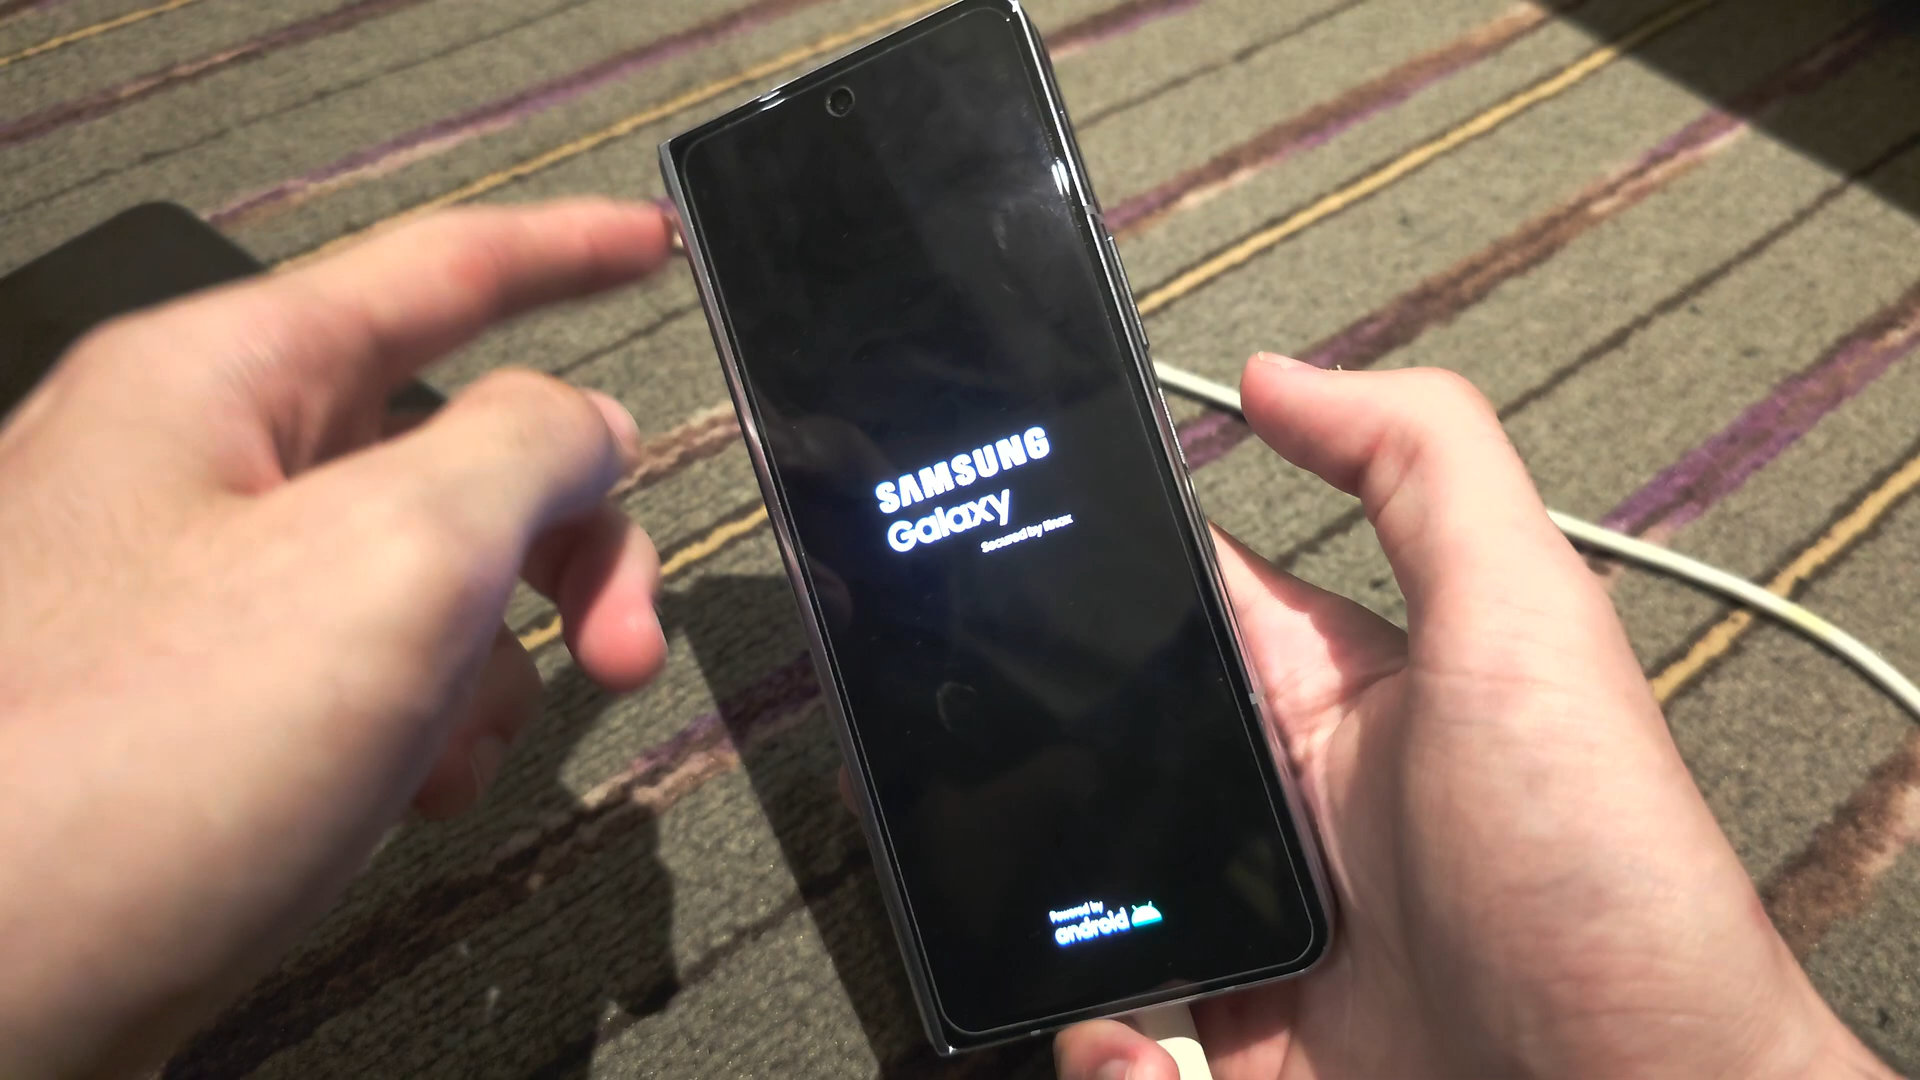 SAMSUNG
Galaxy
Secured by Knox
Powered by
android